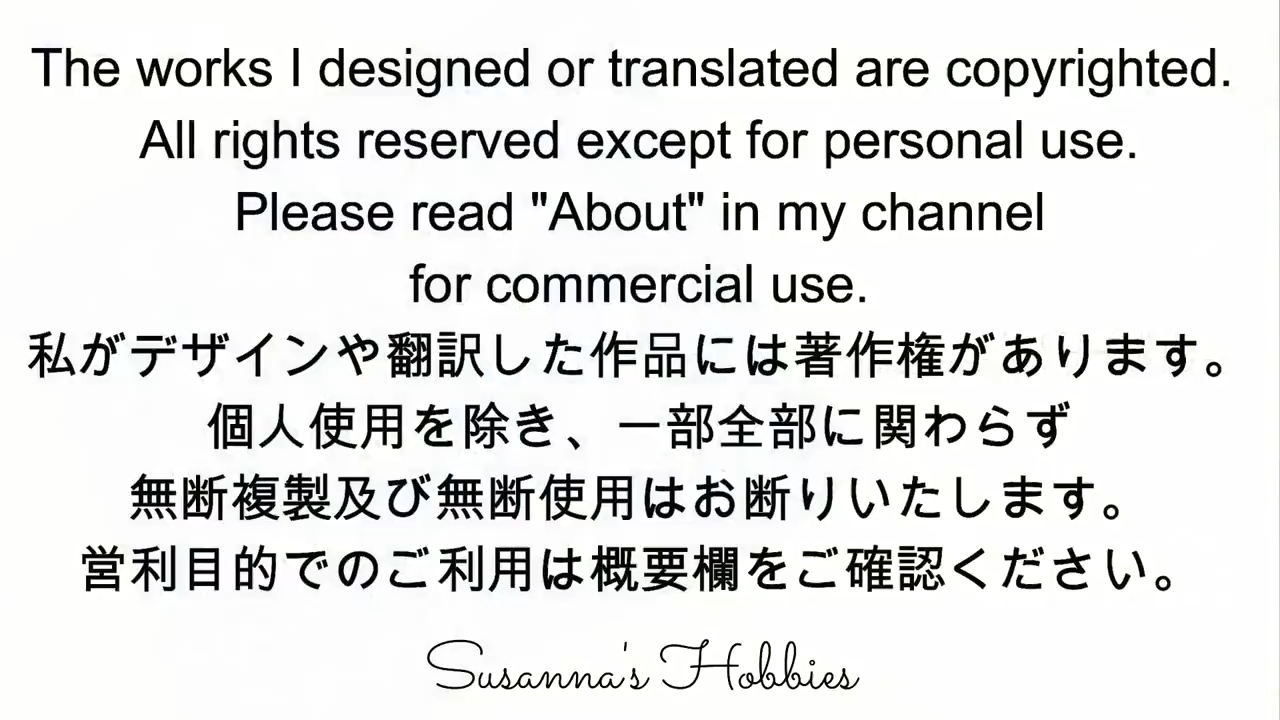 The works I designed or translated are copyrighted.
All rights reserved except for personal use.
Please read "About" in my channel
for commercial use.
私がデザインや翻訳した作品には著作権があります。
個人使用を除き、一部全部に関わらず
無断複製及び無断使用はお断りいたします。
営利目的でのご利用は概要欄をご確認ください。
Susanna's Hobbies